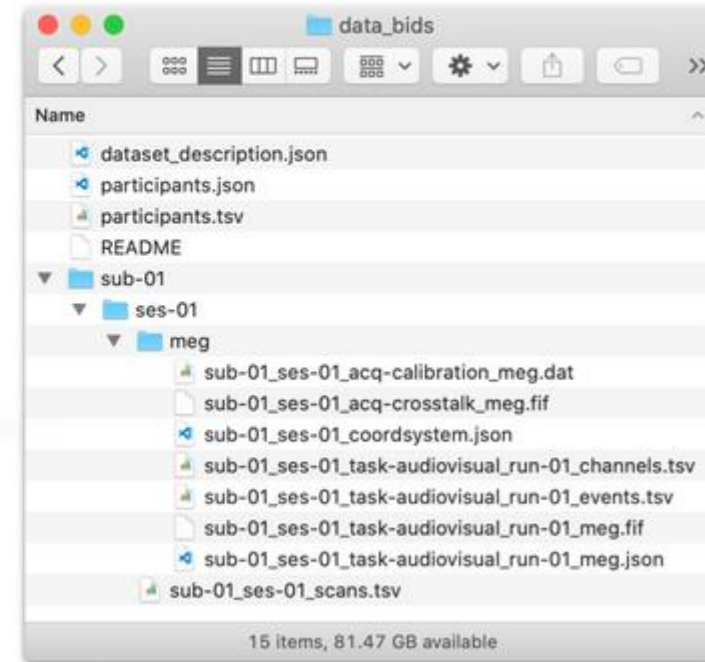 data_bids
Name
dataset_description.json
participants.json
participants.tsv
README
sub-01
ses-01
meg
sub-01_ses-01_acq-calibration_meg.dat
sub-01_ses-01_acq-crosstalk_meg.fif
sub-01_ses-01_coordsystem.json
sub-01_ses-01_task-audiovisual_run-01_channels.tsv
sub-01_ses-01_task-audiovisual_run-01_events.tsv
sub-01_ses-01_task-audiovisual_run-01_meg.fif
sub-01_ses-01_task-audiovisual_run-01_meg.json
sub-01_ses-01_scans.tsv
15 items, 81.47 GB available